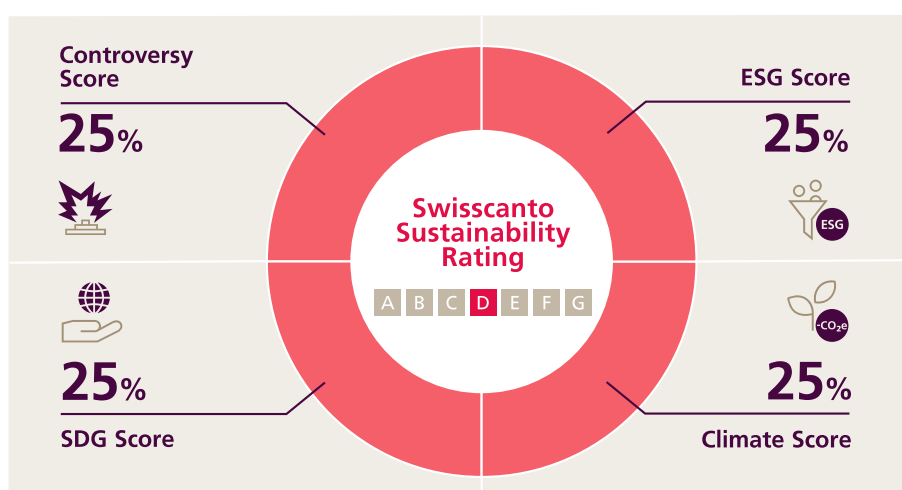 Controversy
Score
25%
ESG Score
25%
ESG
Swisscanto
Sustainability
Rating
A B C D E F G
25%
SDG Score
-CO₂e
25%
Climate Score